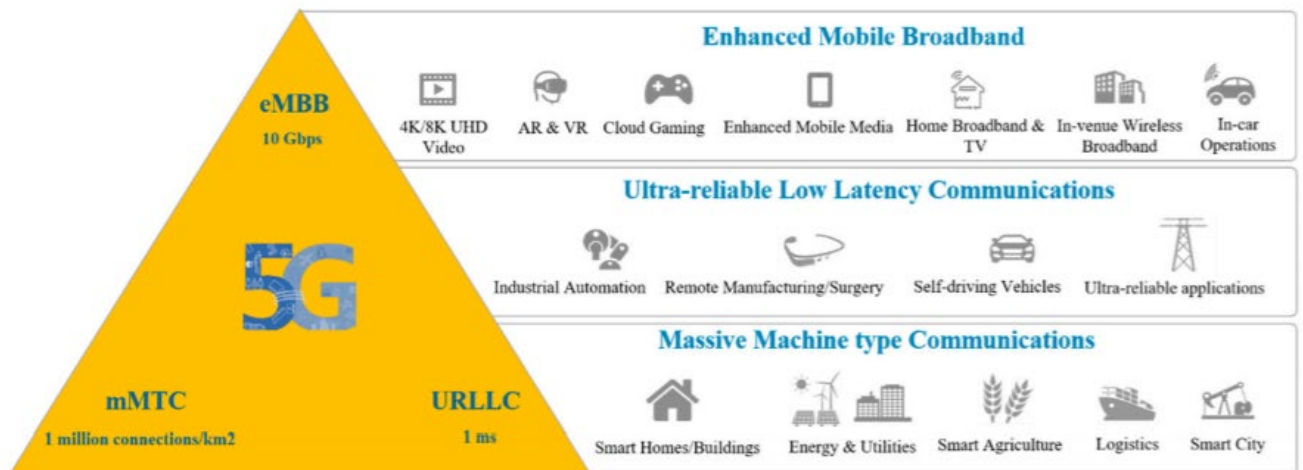 eMBB
10 Gbps
5G
mMTC
1 million connections/km2
URLLC
1 ms
Enhanced Mobile Broadband
4K/8K UHD
Video
AR & VR
Cloud Gaming
Enhanced Mobile Media
Home Broadband &
TV
In-venue Wireless
Broadband
In-car
Operations
Ultra-reliable Low Latency Communications
Industrial Automation
Remote Manufacturing/Surgery
Self-driving Vehicles
Ultra-reliable applications
Massive Machine type Communications
Smart Homes/Buildings
Energy & Utilities
Smart Agriculture
Logistics
Smart City